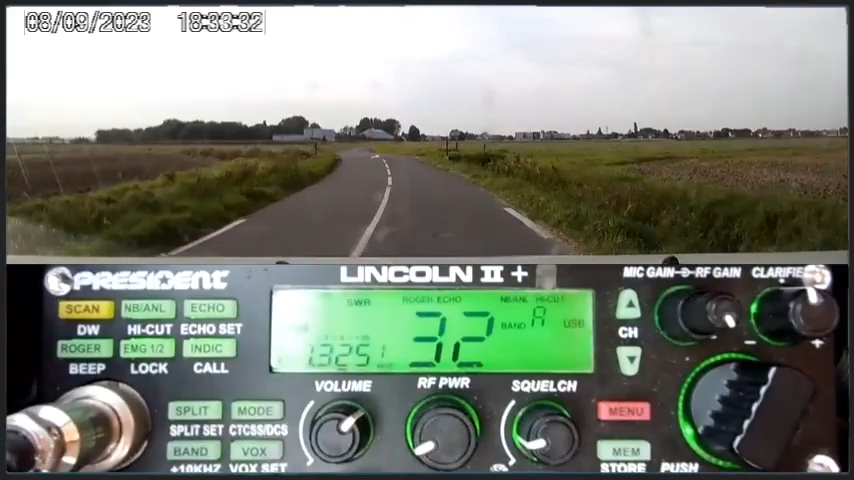 08/09/2023 18:33:32
PRESIDENT LINCOLN II + MIC GAIN RF GAIN CLARIFIE
SCAN NB/ANL ECHO
DW HI-CUT ECHO SET
ROGER EMG 1/2 INDIC
BEEP LOCK CALL
SWR ROGER ECHO NB/ANL HI-CUT
32 BAND A USB
CH
VOLUME RF PWR SQUELCH
SPLIT MODE
SPLIT SET CTCSS/DCS
BAND VOX
+10KHZ VOX SET
MENU
MEM
STORE PUSH